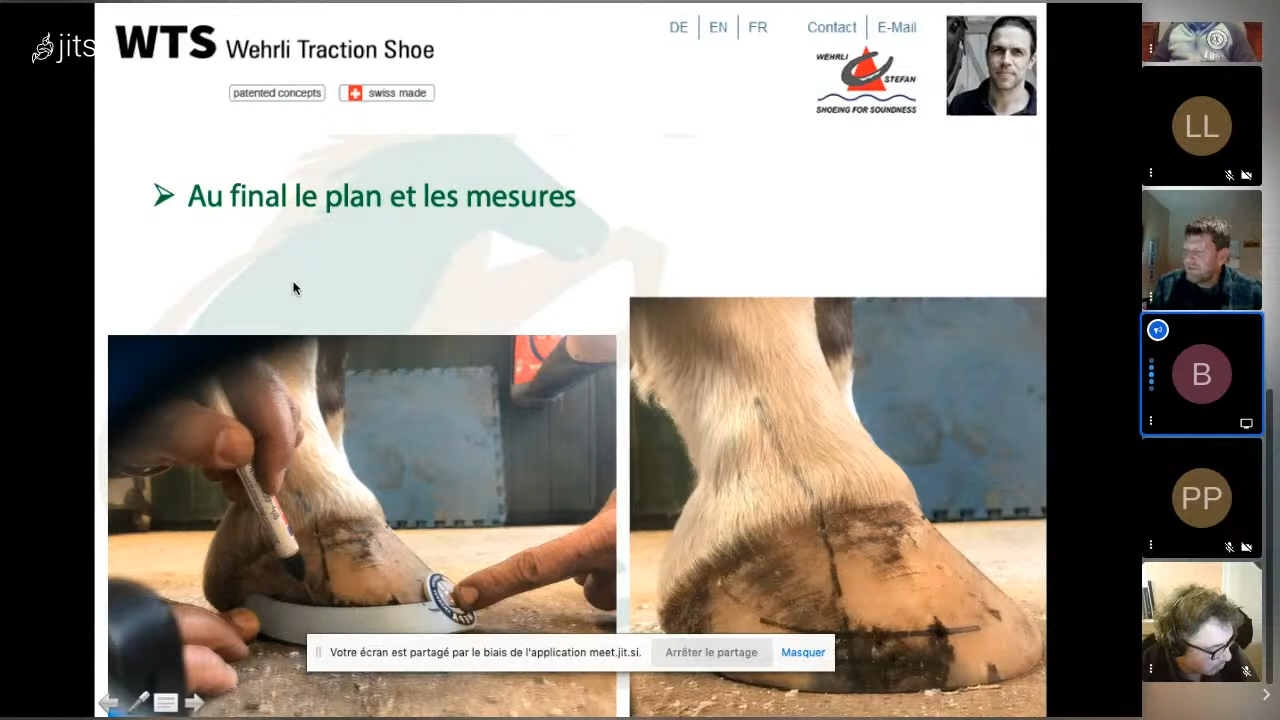 jits
WTS Wehrli Traction Shoe
patented concepts
swiss made
DE EN FR Contact E-Mail
WEHRLI
STEFAN
SHOEING FOR SOUNDNESS
➢ Au final le plan et les mesures
Votre écran est partagé par le biais de l'application meet.jit.si.
Arrêter le partage
Masquer
LL
B
PP